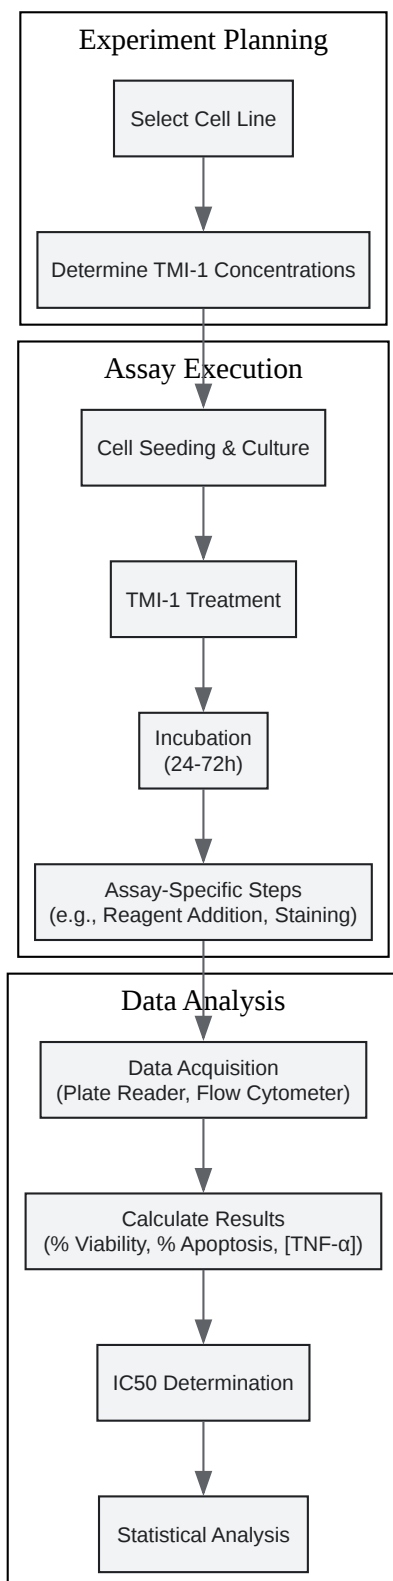 Experiment Planning
Select Cell Line
Determine TMI-1 Concentrations
Assay Execution
Cell Seeding & Culture
TMI-1 Treatment
Incubation
(24-72h)
Assay-Specific Steps
(e.g., Reagent Addition, Staining)
Data Analysis
Data Acquisition
(Plate Reader, Flow Cytometer)
Calculate Results
(% Viability, % Apoptosis, [TNF-α])
IC50 Determination
Statistical Analysis